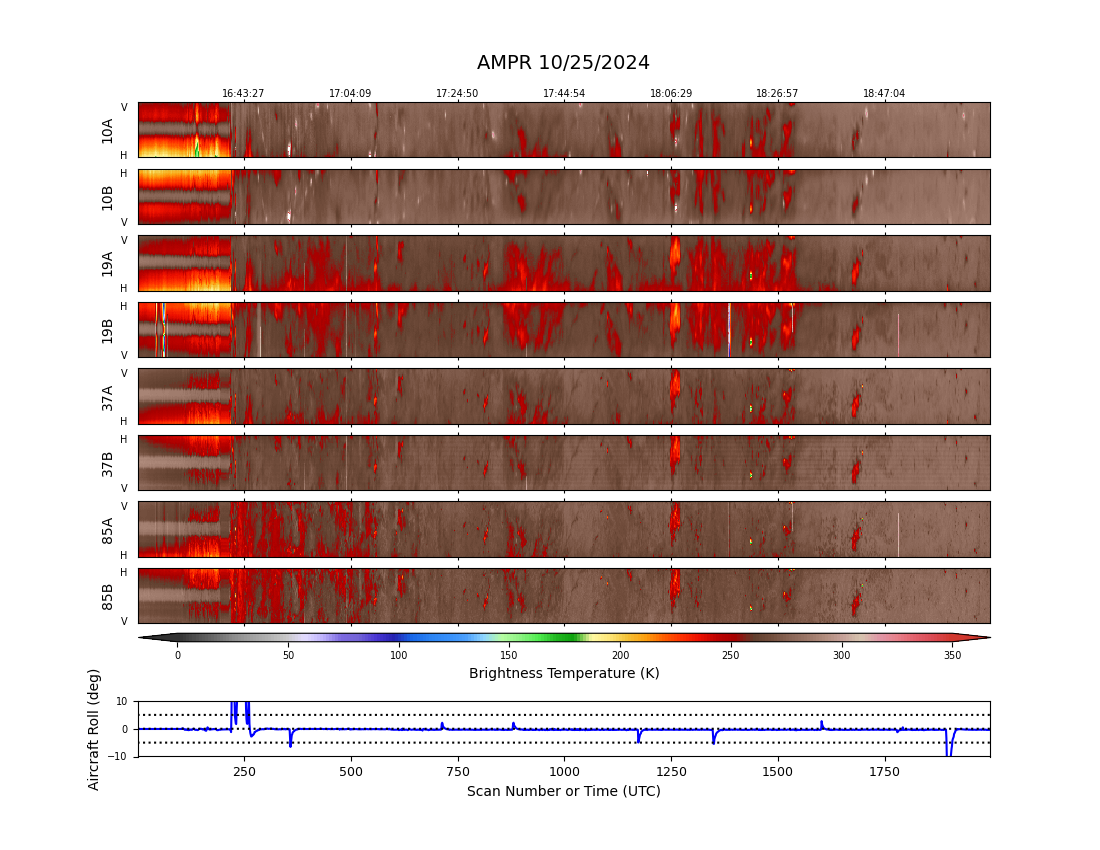 AMPR 10/25/2024
16:43:27 17:04:09 17:24:50 17:44:54 18:06:29 18:26:57 18:47:04
V
10A
H
H
10B
V
V
19A
H
H
19B
V
V
37A
H
H
37B
V
V
85A
H
H
85B
V
0 50 100 150 200 250 300 350
Brightness Temperature (K)
Aircraft Roll (deg)
10
0
−10
250 500 750 1000 1250 1500 1750
Scan Number or Time (UTC)